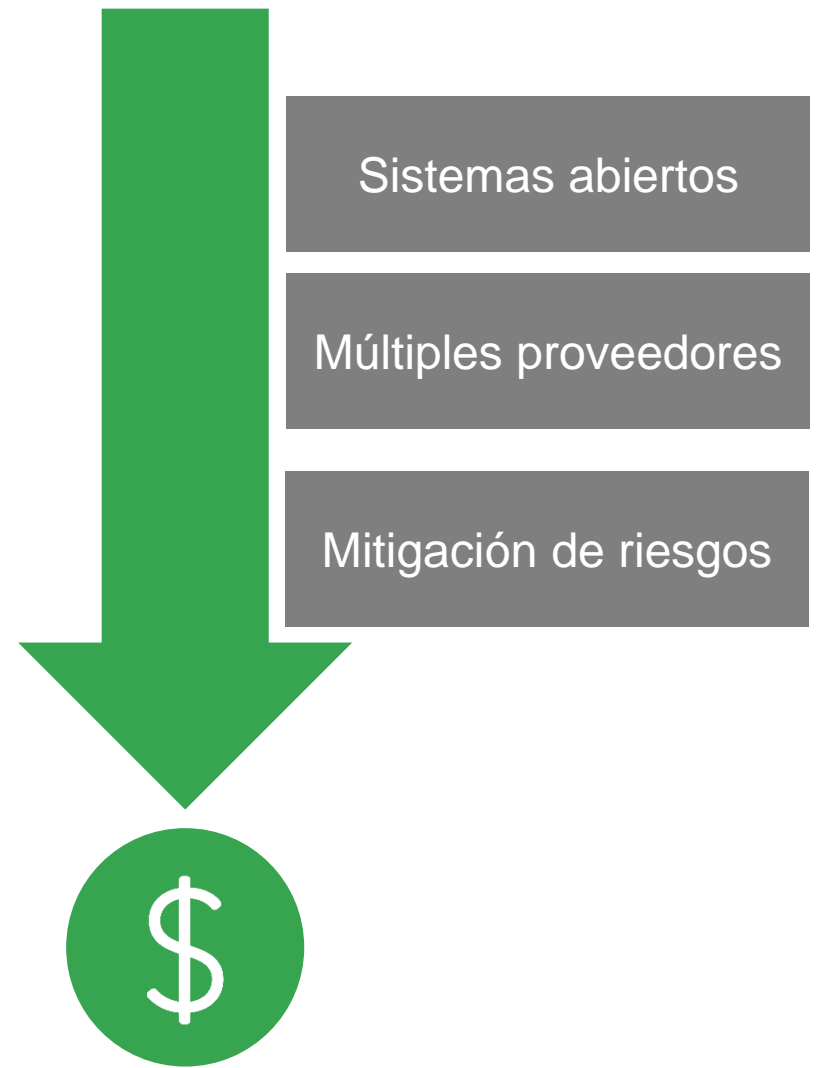 Sistemas abiertos
Múltiples proveedores
Mitigación de riesgos
$